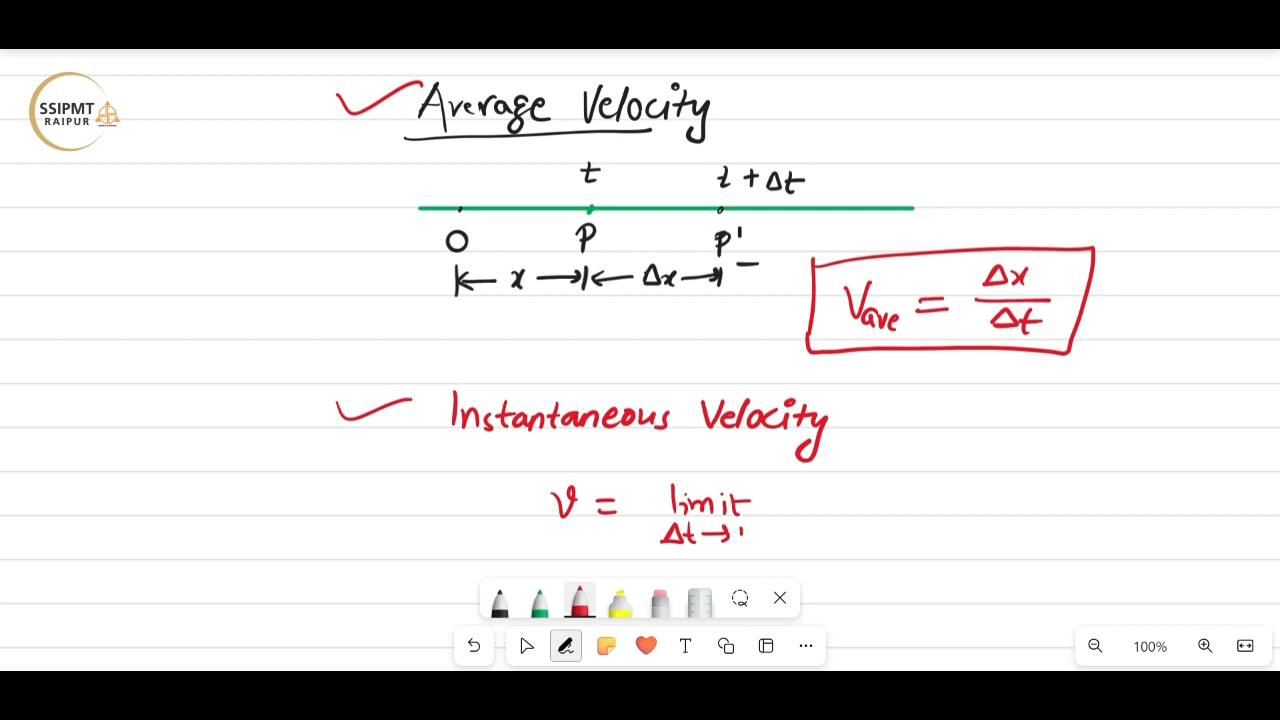 SSIPMT
RAIPUR
Average Velocity
t t + Δt
O P P'
x Δx
Vave = Δx / Δt
Instantaneous Velocity
v = limit
Δt →
100%